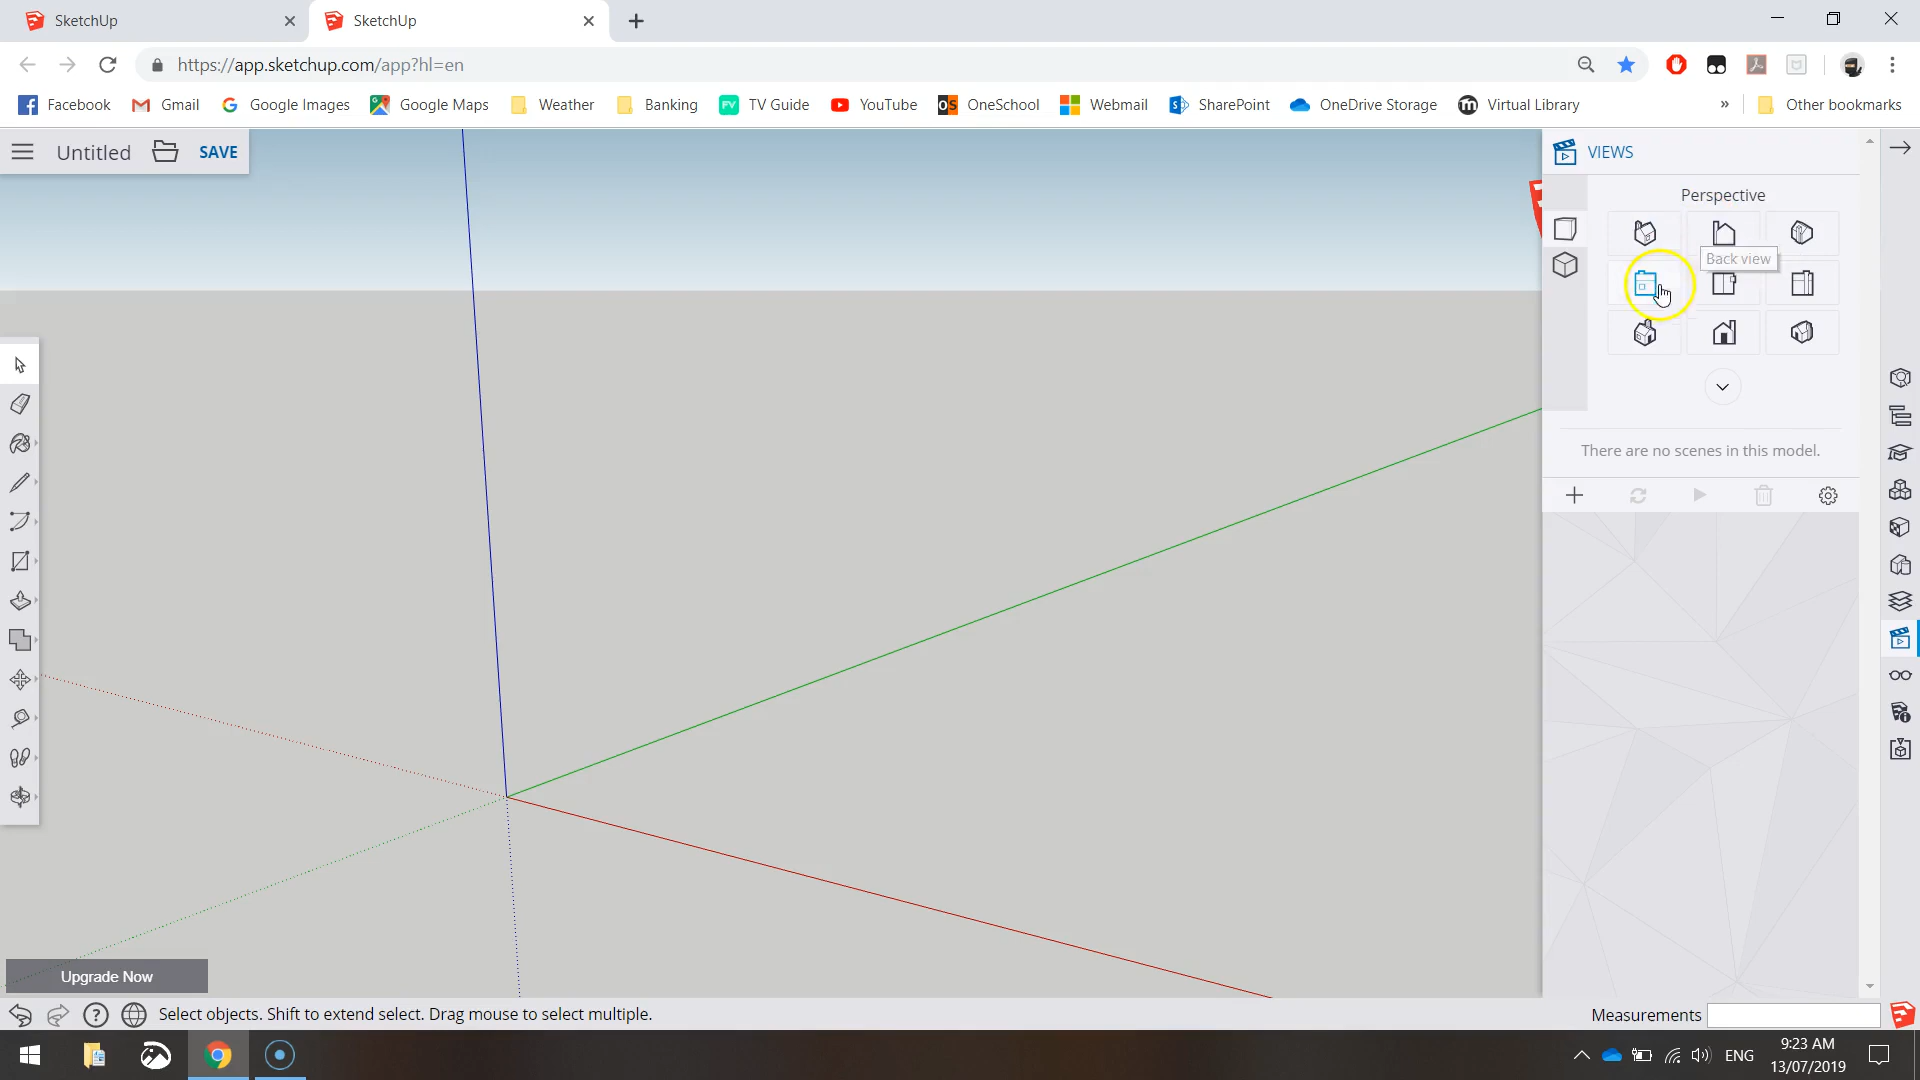 SketchUp
SketchUp
https://app.sketchup.com/app?hl=en
Facebook
Gmail
Google Images
Google Maps
Weather
Banking
TV Guide
YouTube
OneSchool
Webmail
SharePoint
OneDrive Storage
Virtual Library
»
Other bookmarks
Untitled
SAVE
VIEWS
Perspective
Back view
There are no scenes in this model.
Upgrade Now
Select objects. Shift to extend select. Drag mouse to select multiple.
Measurements
ENG
9:23 AM
13/07/2019